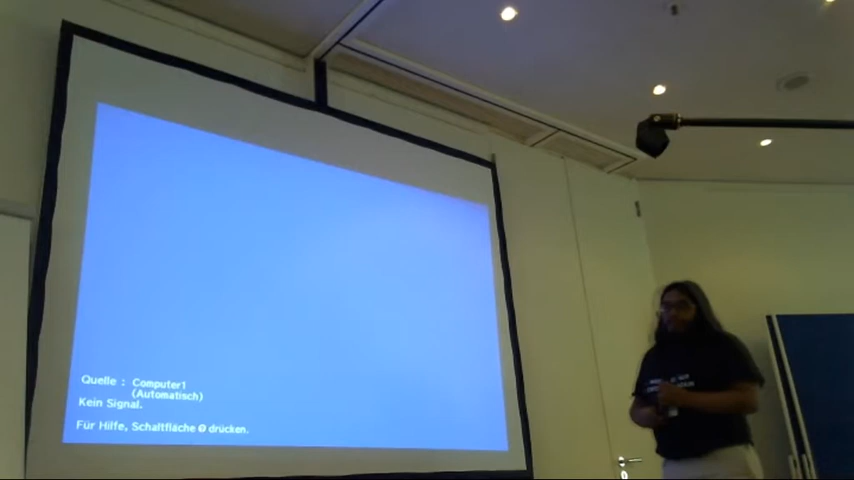 Quelle : Computer1
(Automatisch)
Kein Signal.
Für Hilfe, Schaltfläche ? drücken.